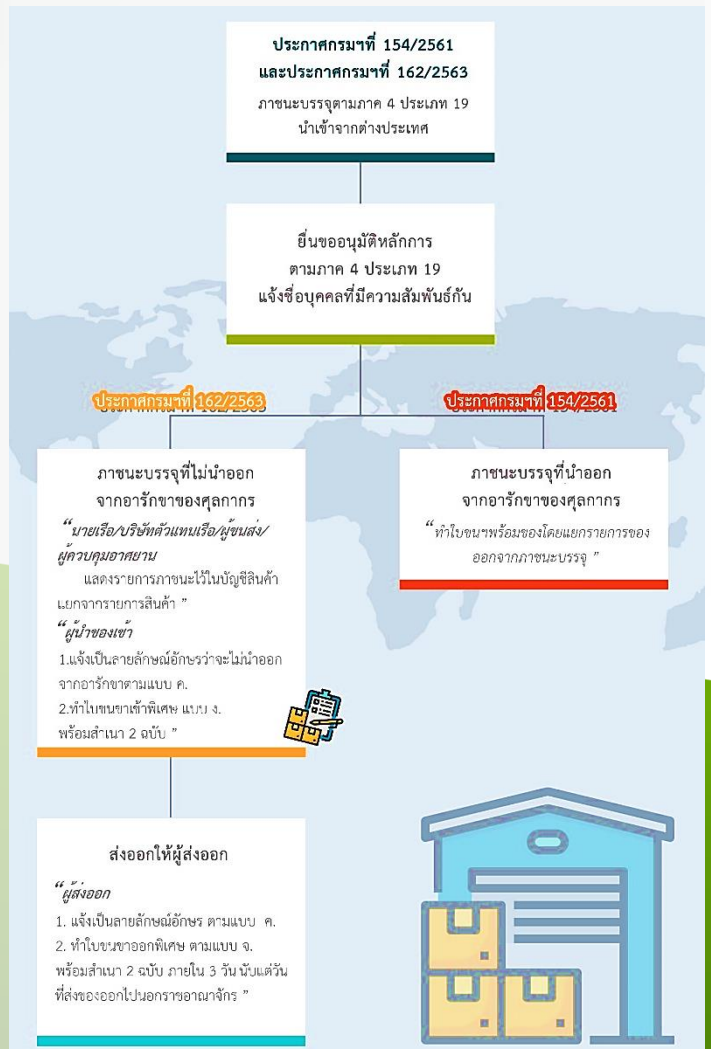 ประกาศกรมฯที่ 154/2561
และประกาศกรมฯที่ 162/2563
ภาชนะบรรจุตามภาค 4 ประเภท 19
นำเข้าจากต่างประเทศ
ยื่นขออนุมัติหลักการ
ตามภาค 4 ประเภท 19
แจ้งชื่อบุคคลที่มีความสัมพันธ์กัน
ประกาศกรมฯที่ 162/2563
ภาชนะบรรจุที่ไม่นำออก
จากอารักขาของศุลกากร
“นายเรือ/บริษัทตัวแทนเรือ/ผู้ขนส่ง/
ผู้ควบคุมอากาศยาน
แสดงรายการภาชนะไว้ในบัญชีสินค้า
แยกจากรายการสินค้า ”
“ผู้นำของเข้า
1.แจ้งเป็นลายลักษณ์อักษรว่าจะไม่นำออก
จากอารักขาตามแบบ ค.
2.ทำใบขนขาเข้าพิเศษ แบบ ง.
พร้อมสำเนา 2 ฉบับ ”
ส่งออกให้ผู้ส่งออก
“ผู้ส่งออก
1. แจ้งเป็นลายลักษณ์อักษร ตามแบบ ค.
2. ทำใบขนขาออกพิเศษ ตามแบบ จ.
พร้อมสำเนา 2 ฉบับ ภายใน 3 วัน นับแต่วัน
ที่ส่งของออกไปนอกราชอาณาจักร ”
ประกาศกรมฯที่ 154/2561
ภาชนะบรรจุที่นำออก
จากอารักขาของศุลกากร
“ ทำใบขนฯพร้อมของโดยแยกรายการของ
ออกจากภาชนะบรรจุ ”